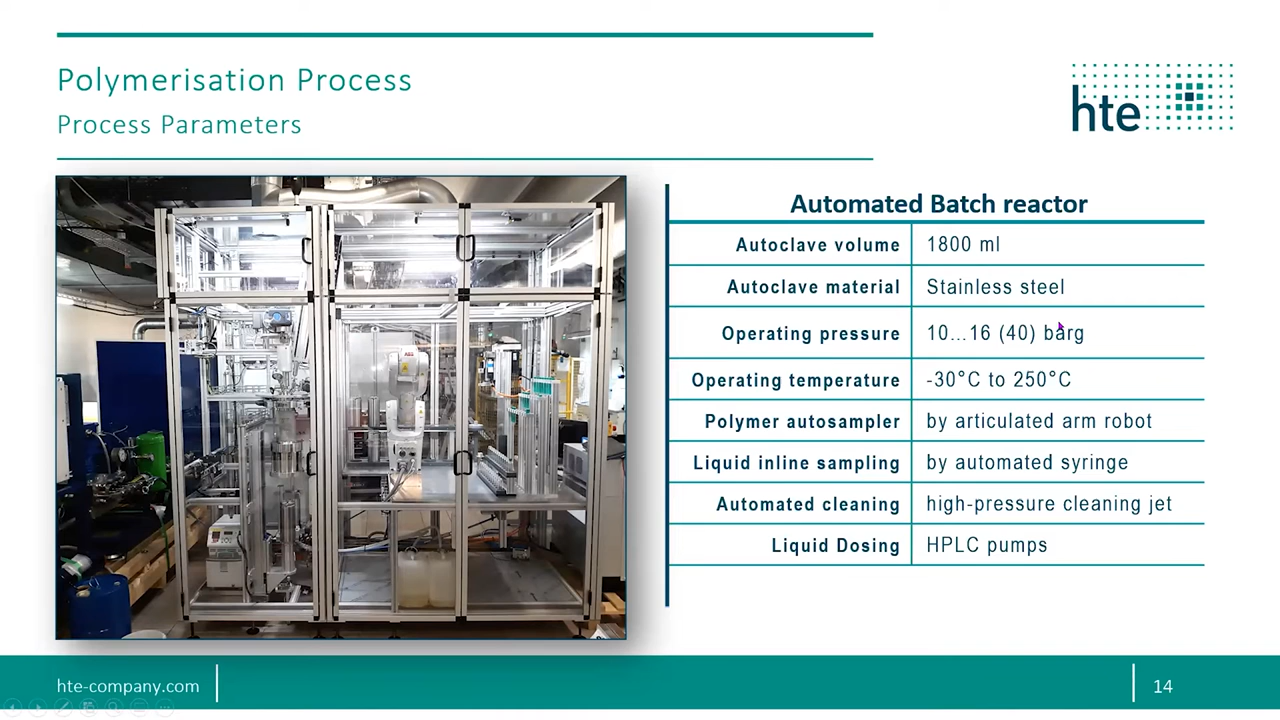 Polymerisation Process
Process Parameters
hte
Automated Batch reactor
Autoclave volume 1800 ml
Autoclave material Stainless steel
Operating pressure 10...16 (40) barg
Operating temperature -30°C to 250°C
Polymer autosampler by articulated arm robot
Liquid inline sampling by automated syringe
Automated cleaning high-pressure cleaning jet
Liquid Dosing HPLC pumps
ABB
hte-company.com
14